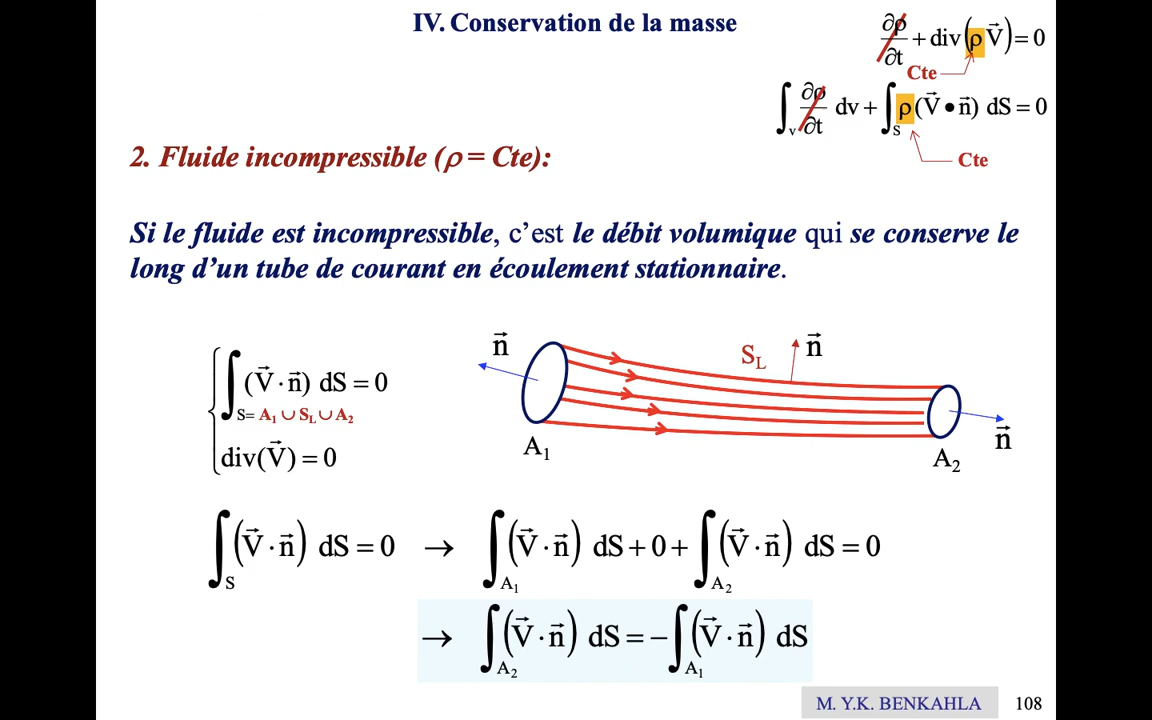 IV. Conservation de la masse
∂ρ/∂t + div(ρV⃗) = 0
Cte
∫v ∂ρ/∂t dv + ∫S ρ(V⃗ • n⃗) dS = 0
Cte
2. Fluide incompressible (ρ = Cte):
Si le fluide est incompressible, c’est le débit volumique qui se conserve le
long d’un tube de courant en écoulement stationnaire.
∫S= A₁ ∪ SL ∪ A₂ (V⃗ · n⃗) dS = 0
div(V⃗) = 0
n⃗
SL
n⃗
A₁
n⃗
A₂
∫S (V⃗ · n⃗) dS = 0 → ∫A₁ (V⃗ · n⃗) dS + 0 + ∫A₂ (V⃗ · n⃗) dS = 0
→ ∫A₂ (V⃗ · n⃗) dS = − ∫A₁ (V⃗ · n⃗) dS
M. Y.K. BENKAHLA
108